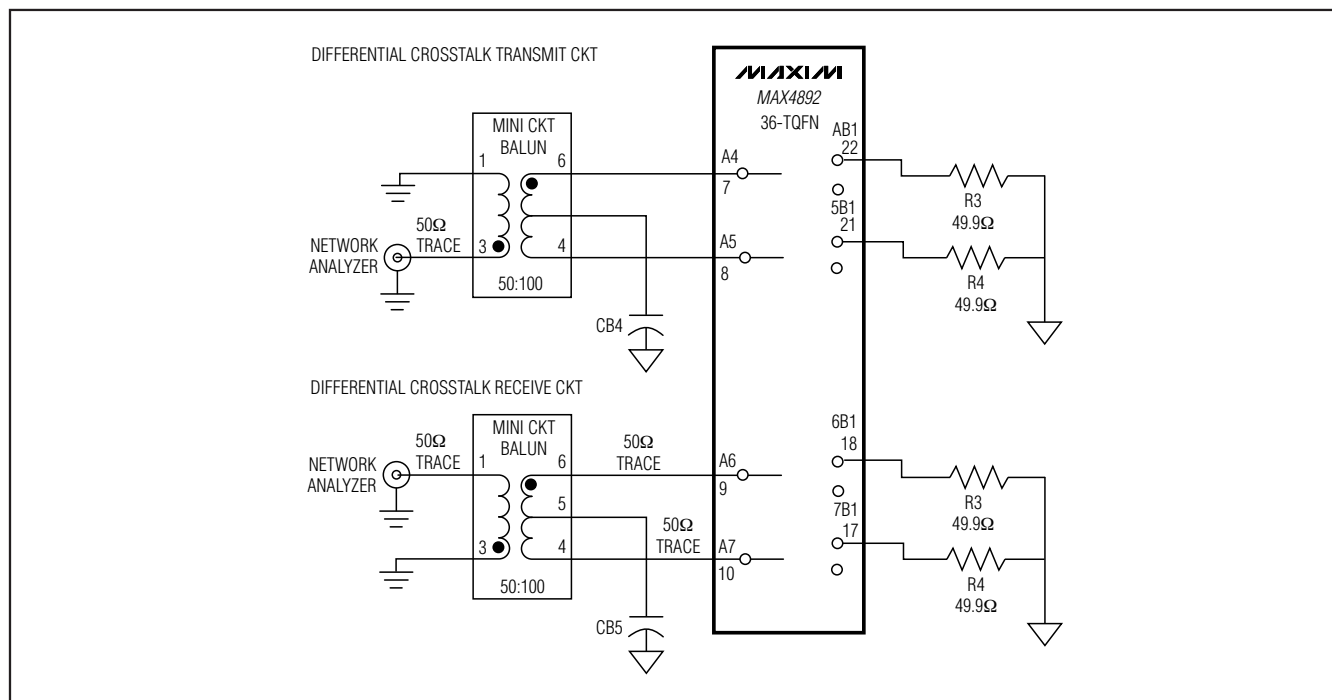 DIFFERENTIAL CROSSTALK TRANSMIT CKT
MAXIM
MAX4892
36-TQFN
MINI CKT
BALUN
1
6
A4
7
AB1
22
R3
49.9Ω
50Ω
TRACE
NETWORK
ANALYZER
3
4
50:100
A5
8
5B1
21
R4
49.9Ω
CB4
DIFFERENTIAL CROSSTALK RECEIVE CKT
MINI CKT
BALUN
50Ω
TRACE
NETWORK
ANALYZER
1
6
5
3
4
50:100
50Ω
TRACE
A6
9
6B1
18
R3
49.9Ω
50Ω
TRACE
A7
10
7B1
17
R4
49.9Ω
CB5